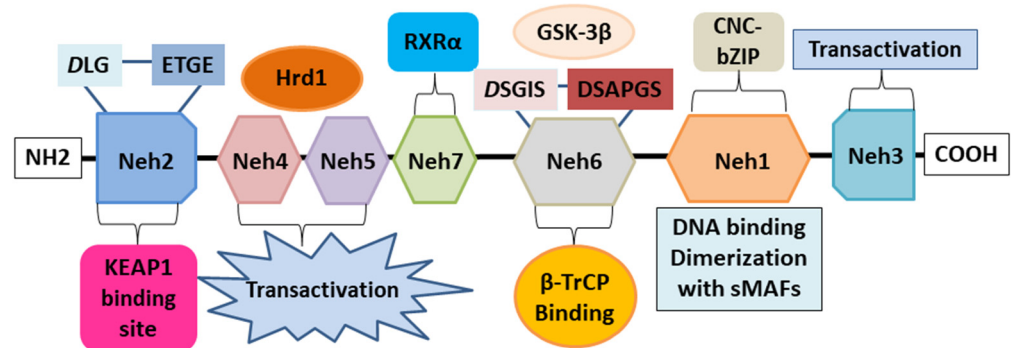 DLG
ETGE
Hrd1
RXRα
GSK-3β
DSGIS
DSAPGS
CNC-
bZIP
Transactivation
NH2
Neh2
Neh4
Neh5
Neh7
Neh6
Neh1
Neh3
COOH
KEAP1
binding
site
Transactivation
β-TrCP
Binding
DNA binding
Dimerization
with sMAFs